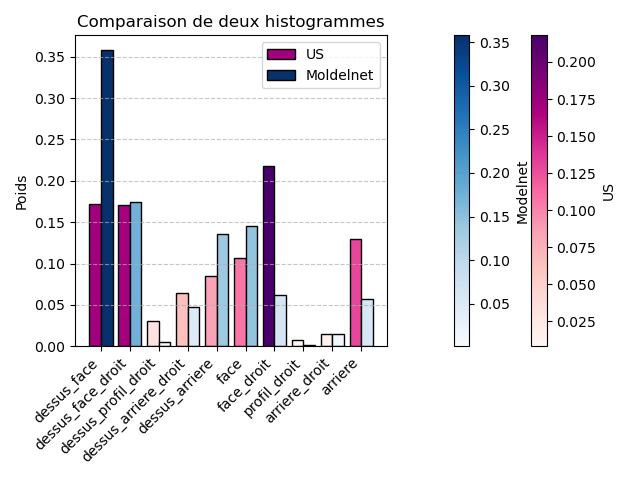 Comparaison de deux histogrammes
US
Moldelnet
Poids
0.35
0.30
0.25
0.20
0.15
0.10
0.05
0.00
dessus_face
dessus_face_droit
dessus_profil_droit
dessus_arriere_droit
dessus_arriere
face
face_droit
profil_droit
arriere_droit
arriere
0.35
0.30
0.25
0.20
0.15
0.10
0.05
Modelnet
0.200
0.175
0.150
0.125
0.100
0.075
0.050
0.025
US